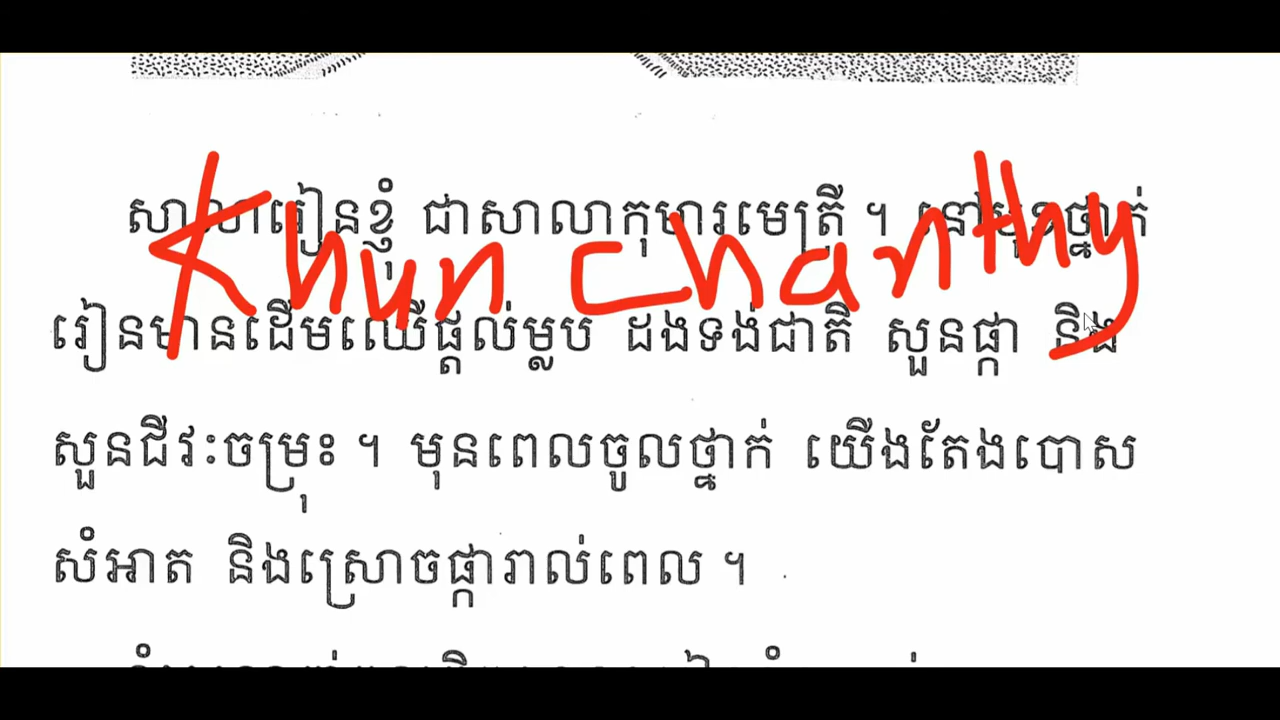 សាលារៀនខ្ញុំ ជាសាលាកុមារមេត្រី ។ នៅមុខថ្នាក់
Khun chanthy
រៀនមានដើមឈើផ្តល់ម្លប ដងទង់ជាតិ សួនផ្កា និង
សួនជីវៈចម្រុះ ។ មុនពេលចូលថ្នាក់ យើងតែងបោស
សំអាត និងស្រោចផ្ការាល់ពេល ។